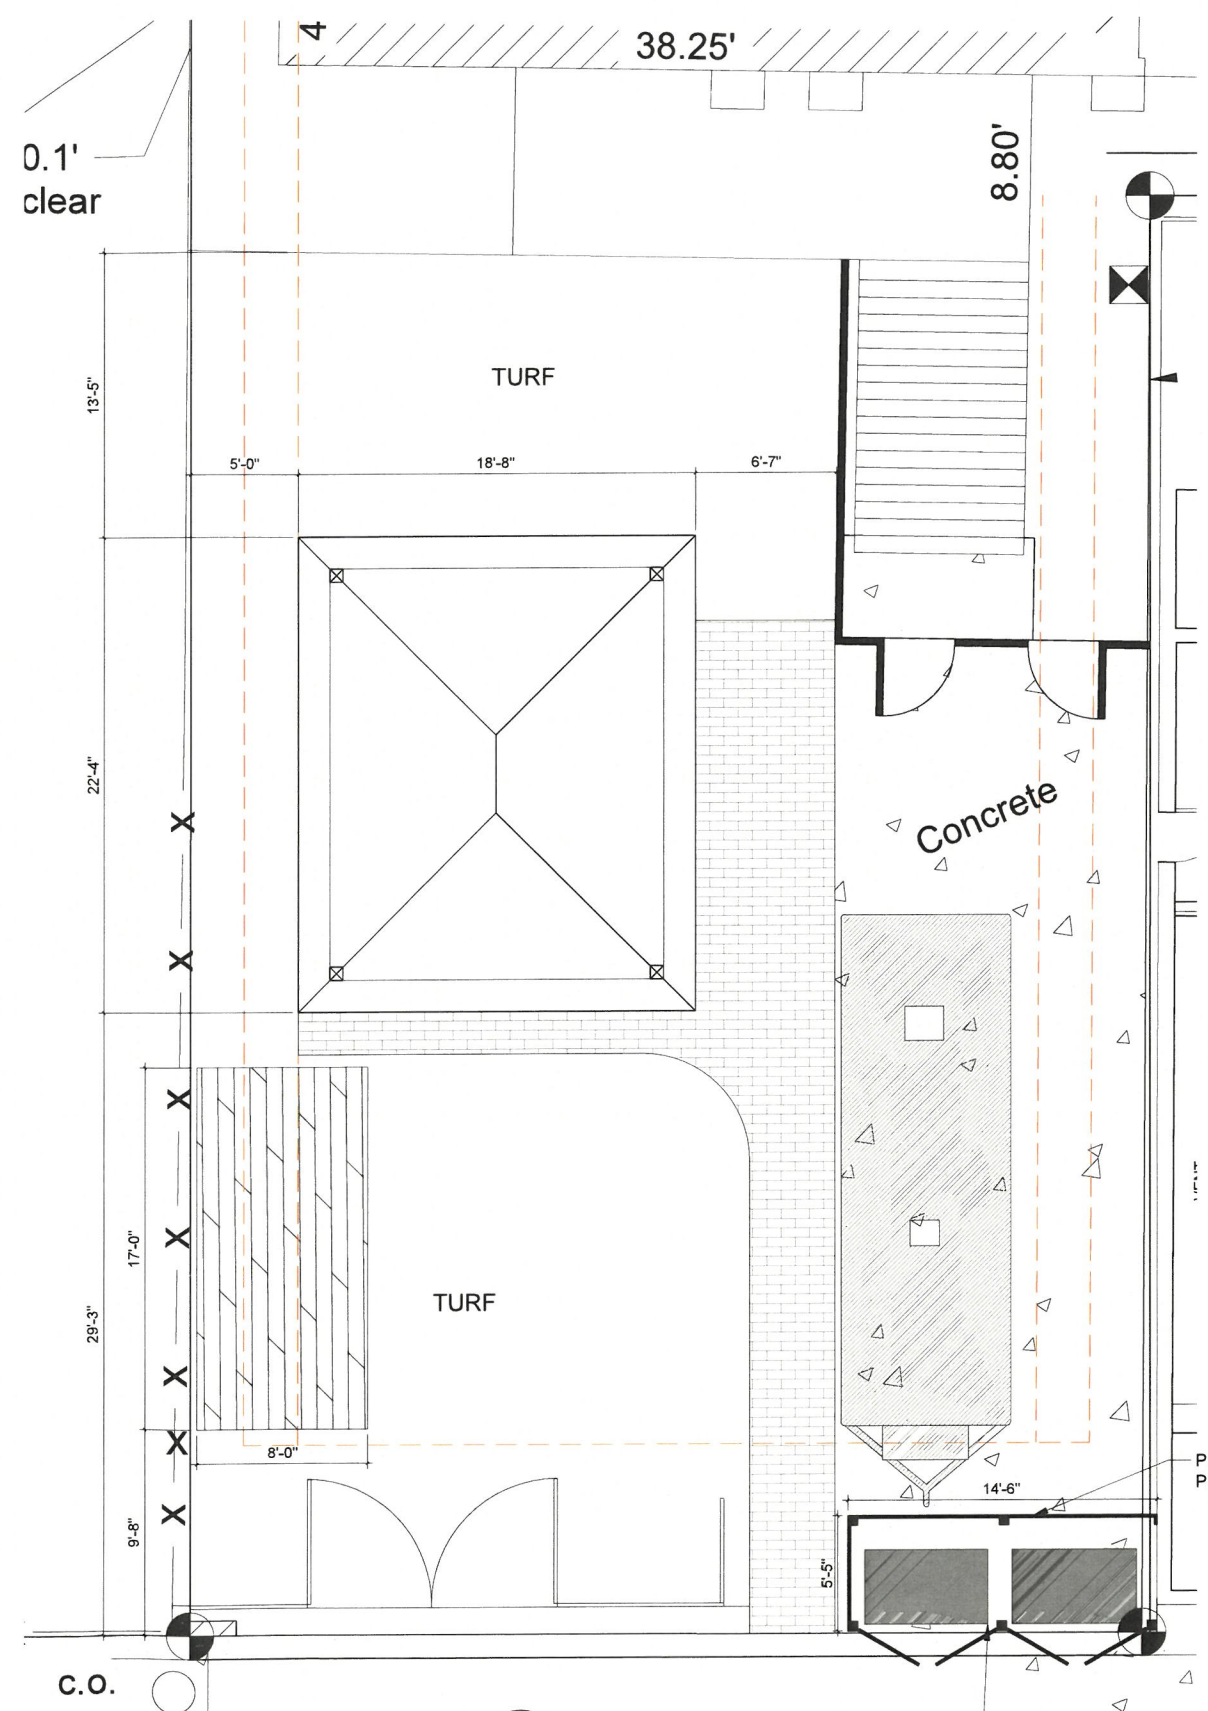 4
38.25'
0.1'
clear
8.80'
TURF
13'-5"
5'-0"
18'-8"
6'-7"
22'-4"
Concrete
17'-0"
TURF
29'-3"
VENT
8'-0"
P
P
14'-6"
9'-8"
5'-5"
C.O.